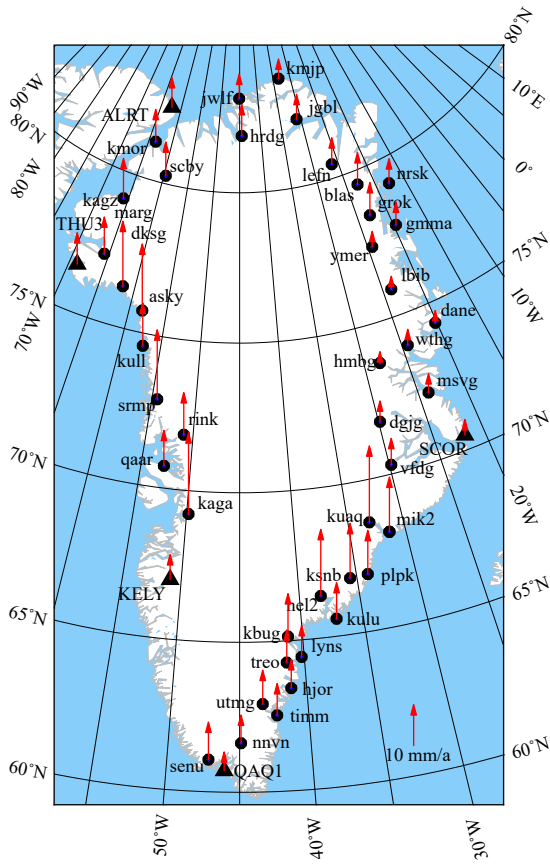 80°N
90°W
kmjp
10°E
jwlf
ALRT
jgbl
80°N
hrdg
kmor
0°
scby
lefn
nrsk
80°W
blas
kagz
grok
marg
THU3
gmma
dksg
75°N
ymer
lbib
75°N
asky
10°W
dane
70°W
wthg
kull
hmbg
msvg
srmp
rink
dgjg
70°N
SCOR
70°N
qaar
vfdg
20°W
kaga
kuaq
mik2
ksnb
plpk
65°N
KELY
hel2
65°N
kulu
kbug
lyns
treo
hjor
utmg
timm
nnvn
10 mm/a
60°N
60°N
senu
QAQ1
50°W
40°W
30°W